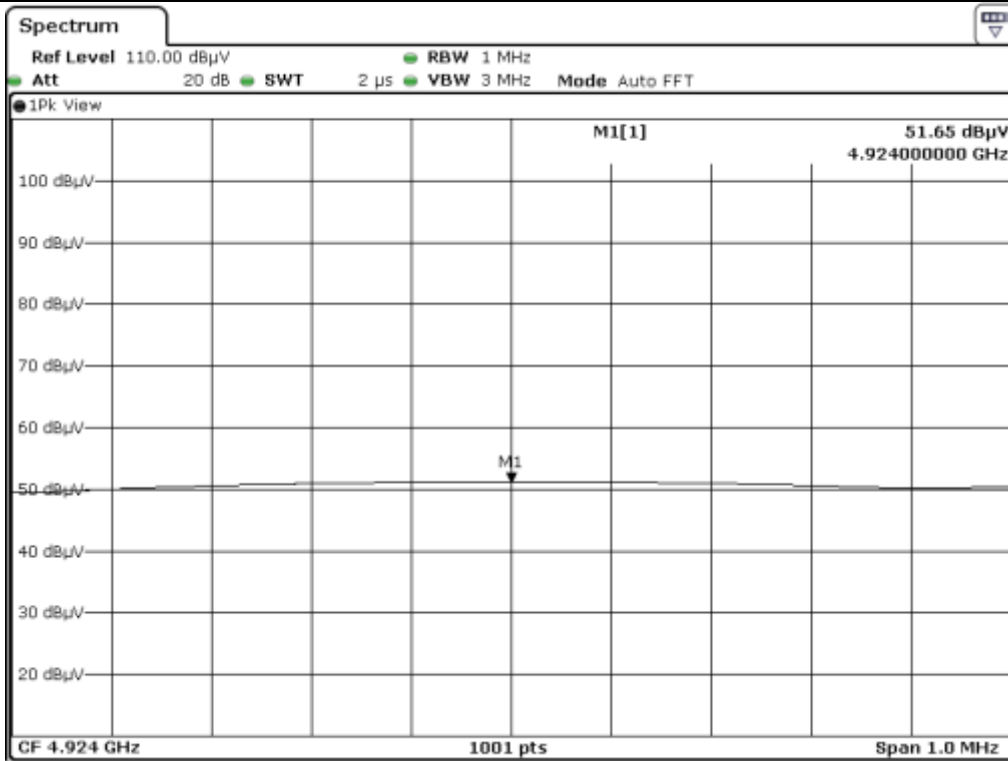 Spectrum
Ref Level 110.00 dBµV RBW 1 MHz
Att 20 dB SWT 2 µs VBW 3 MHz Mode Auto FFT
1Pk View
M1[1] 51.65 dBµV
4.924000000 GHz
100 dBµV
90 dBµV
80 dBµV
70 dBµV
60 dBµV
M1
50 dBµV
40 dBµV
30 dBµV
20 dBµV
CF 4.924 GHz 1001 pts Span 1.0 MHz